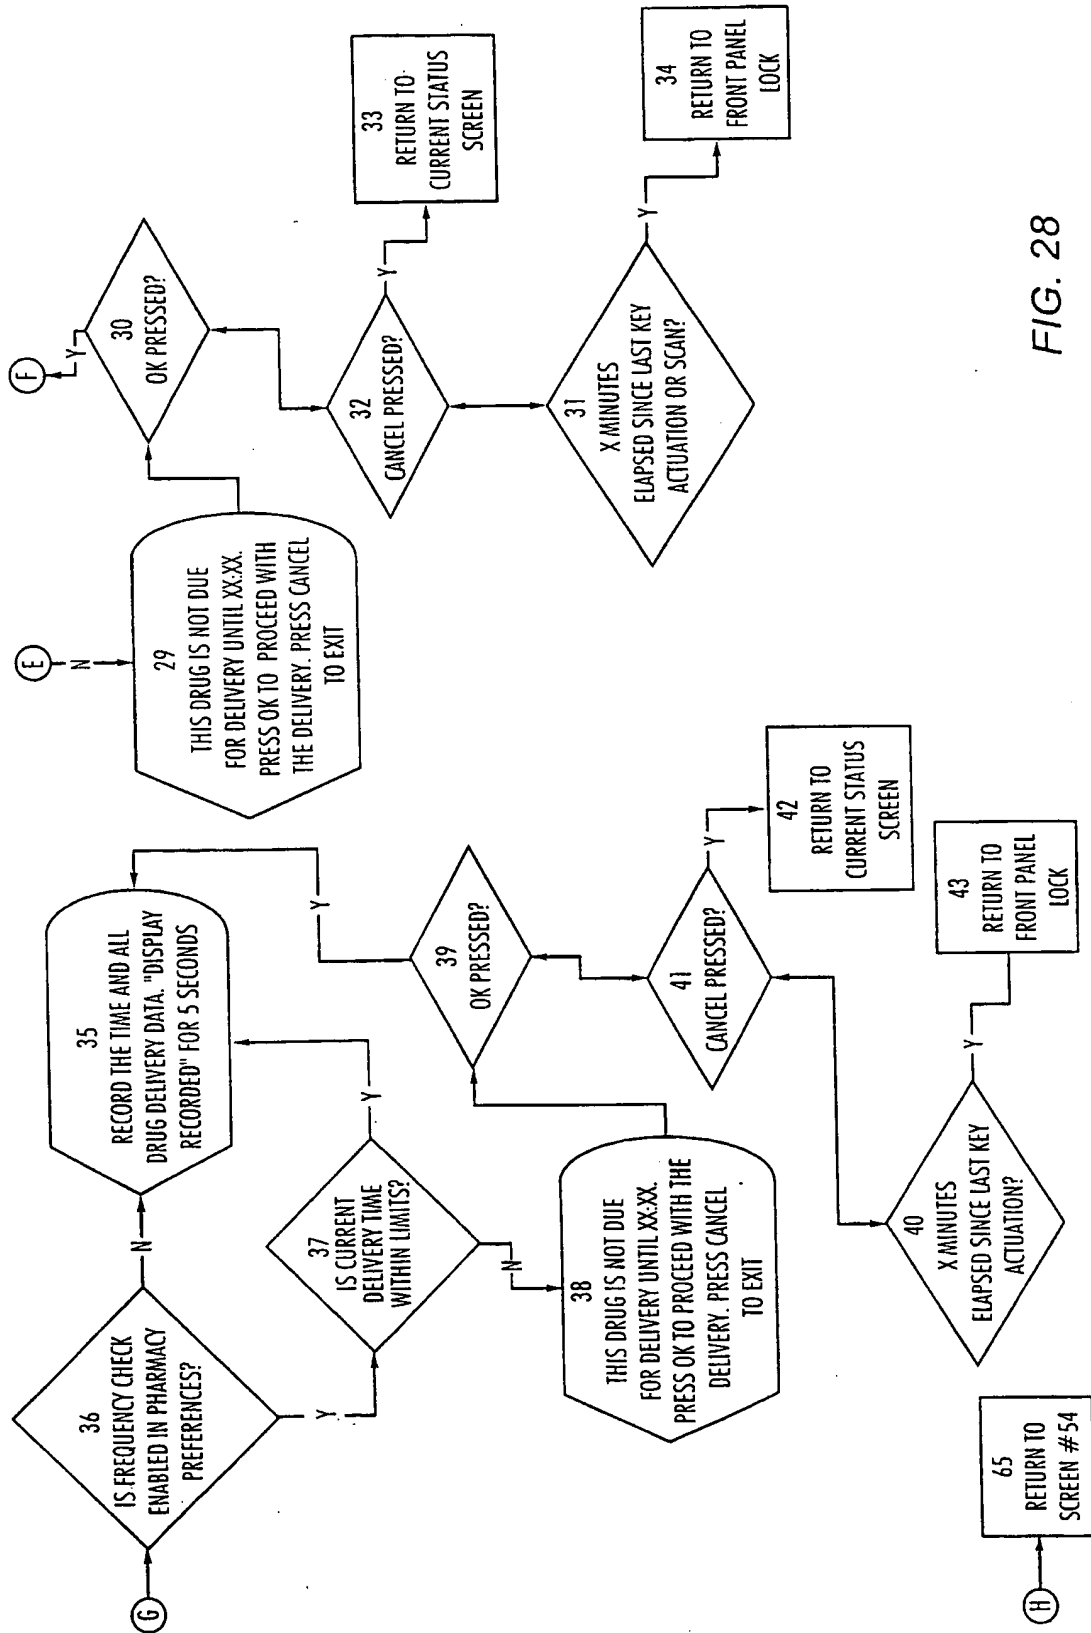 G
36
IS FREQUENCY CHECK
ENABLED IN PHARMACY
PREFERENCES?
N
Y
35
RECORD THE TIME AND ALL
DRUG DELIVERY DATA. "DISPLAY
RECORDED" FOR 5 SECONDS
37
IS CURRENT
DELIVERY TIME
WITHIN LIMITS?
Y
N
38
THIS DRUG IS NOT DUE
FOR DELIVERY UNTIL XX:XX.
PRESS OK TO PROCEED WITH THE
DELIVERY. PRESS CANCEL
TO EXIT
39
OK PRESSED?
Y
41
CANCEL PRESSED?
Y
42
RETURN TO
CURRENT STATUS
SCREEN
40
X MINUTES
ELAPSED SINCE LAST KEY
ACTUATION?
Y
43
RETURN TO
FRONT PANEL
LOCK
H
65
RETURN TO
SCREEN #54
E
N
29
THIS DRUG IS NOT DUE
FOR DELIVERY UNTIL XX:XX.
PRESS OK TO PROCEED WITH
THE DELIVERY. PRESS CANCEL
TO EXIT
F
Y
30
OK PRESSED?
32
CANCEL PRESSED?
Y
33
RETURN TO
CURRENT STATUS
SCREEN
31
X MINUTES
ELAPSED SINCE LAST KEY
ACTUATION OR SCAN?
Y
34
RETURN TO
FRONT PANEL
LOCK
FIG. 28